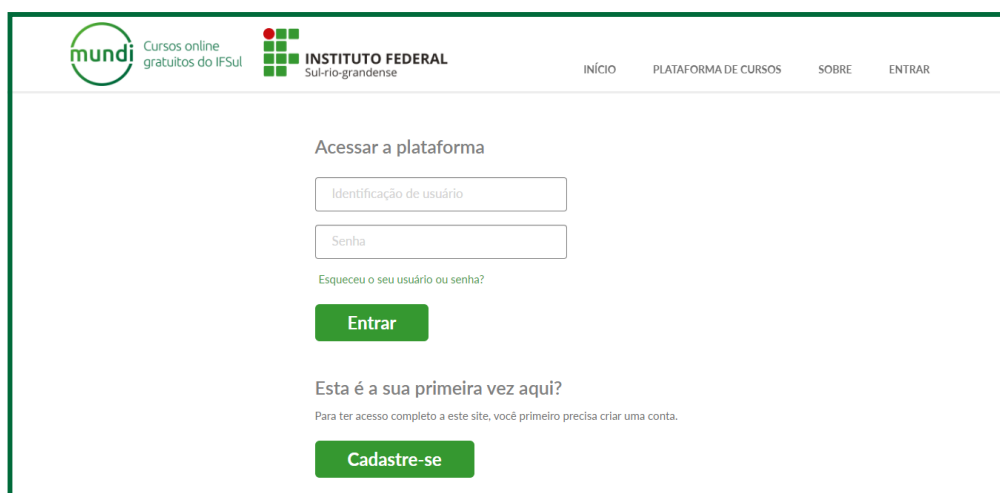 mundi
Cursos online
gratuitos do IFSul
INSTITUTO FEDERAL
Sul-rio-grandense
INÍCIO PLATAFORMA DE CURSOS SOBRE ENTRAR
Acessar a plataforma
Identificação de usuário
Senha
Esqueceu o seu usuário ou senha?
Entrar
Esta é a sua primeira vez aqui?
Para ter acesso completo a este site, você primeiro precisa criar uma conta.
Cadastre-se